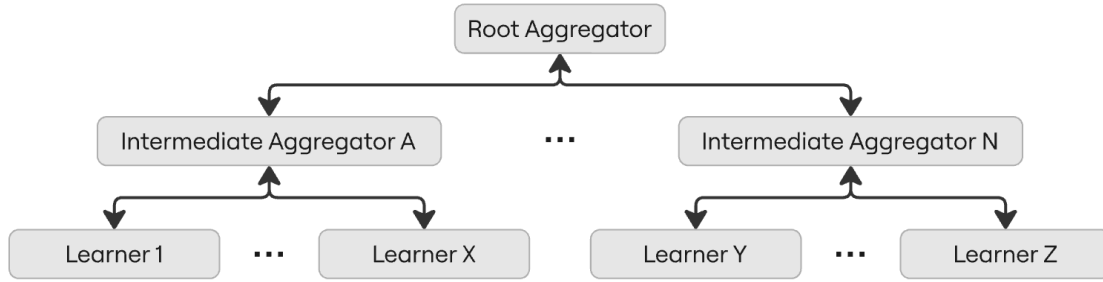 Root Aggregator
Intermediate Aggregator A ... Intermediate Aggregator N
Learner 1 ... Learner X Learner Y ... Learner Z